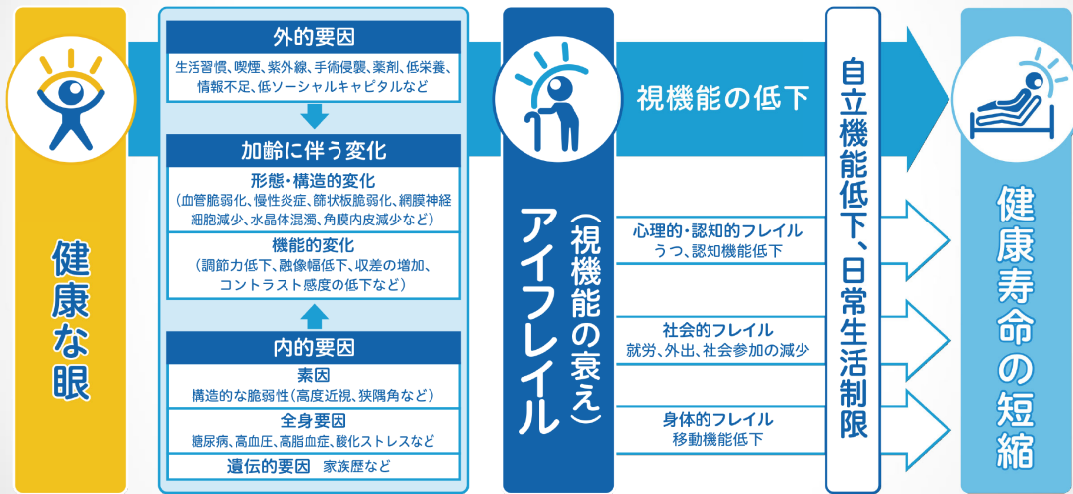 健康な眼
外的要因
生活習慣、喫煙、紫外線、手術侵襲、薬剤、低栄養、
情報不足、低ソーシャルキャピタルなど
加齢に伴う変化
形態・構造的変化
(血管脆弱化、慢性炎症、篩状板脆弱化、網膜神経
細胞減少、水晶体混濁、角膜内皮減少など)
機能的変化
(調節力低下、融像幅低下、収差の増加、
コントラスト感度の低下など)
内的要因
素因
構造的な脆弱性(高度近視、狭隅角など)
全身要因
糖尿病、高血圧、高脂血症、酸化ストレスなど
遺伝的要因 家族歴など
アイフレイル
(視機能の衰え)
視機能の低下
心理的・認知的フレイル
うつ、認知機能低下
社会的フレイル
就労、外出、社会参加の減少
身体的フレイル
移動機能低下
自立機能低下、日常生活制限
健康寿命の短縮